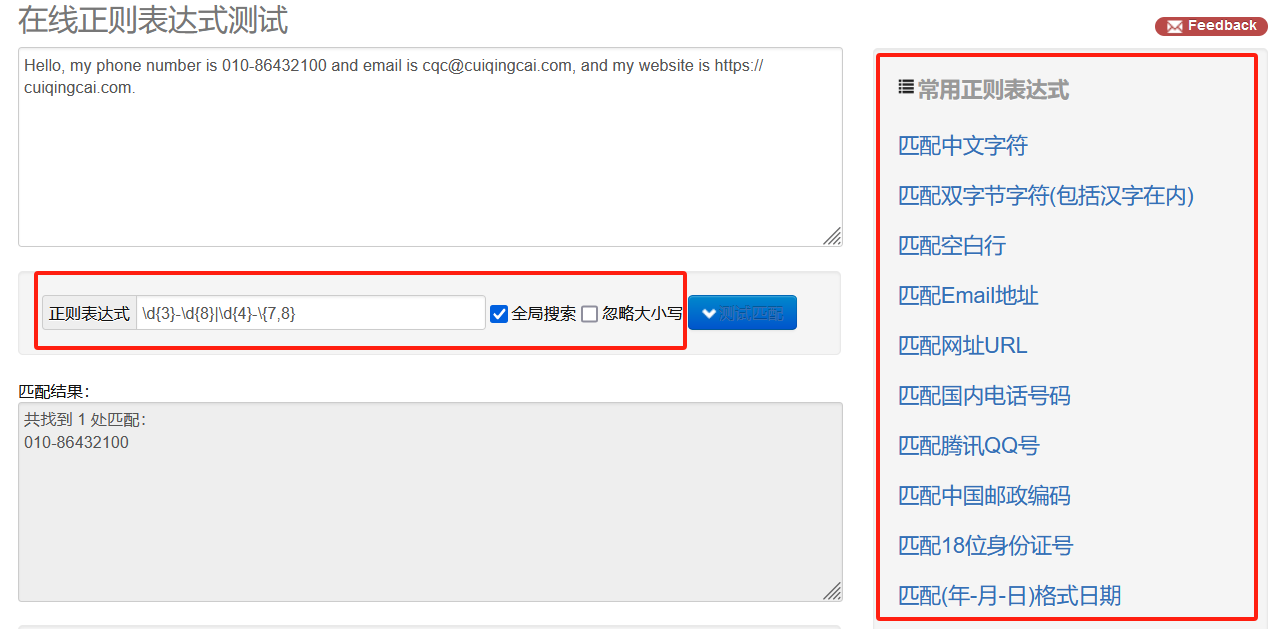 在线正则表达式测试
Feedback
Hello, my phone number is 010-86432100 and email is cqc@cuiqingcai.com, and my website is https://
cuiqingcai.com.
正则表达式 \d{3}-\d{8}|\d{4}-\{7,8} 全局搜索 忽略大小写 测试匹配
匹配结果：
共找到 1 处匹配：
010-86432100
常用正则表达式
匹配中文字符
匹配双字节字符(包括汉字在内)
匹配空白行
匹配Email地址
匹配网址URL
匹配国内电话号码
匹配腾讯QQ号
匹配中国邮政编码
匹配18位身份证号
匹配(年-月-日)格式日期